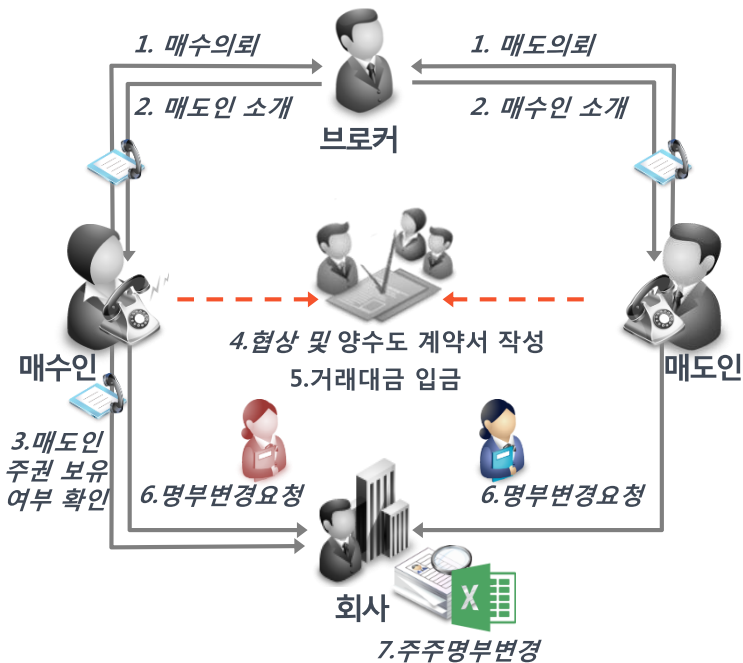 1. 매수의뢰
1. 매도의뢰
2. 매도인 소개
2. 매수인 소개
브로커
4.협상 및 양수도 계약서 작성
5.거래대금 입금
매수인
매도인
3.매도인
주권 보유
여부 확인
6.명부변경요청
6.명부변경요청
회사
X
7.주주명부변경